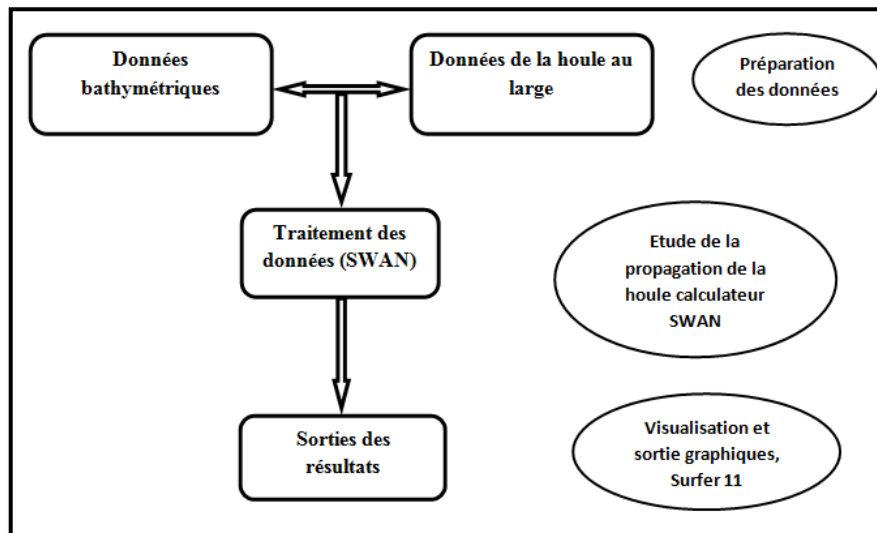 Données
bathymétriques
Données de la houle au
large
Préparation
des données
Traitement des
données (SWAN)
Etude de la
propagation de la
houle calculateur
SWAN
Sorties des
résultats
Visualisation et
sortie graphiques,
Surfer 11